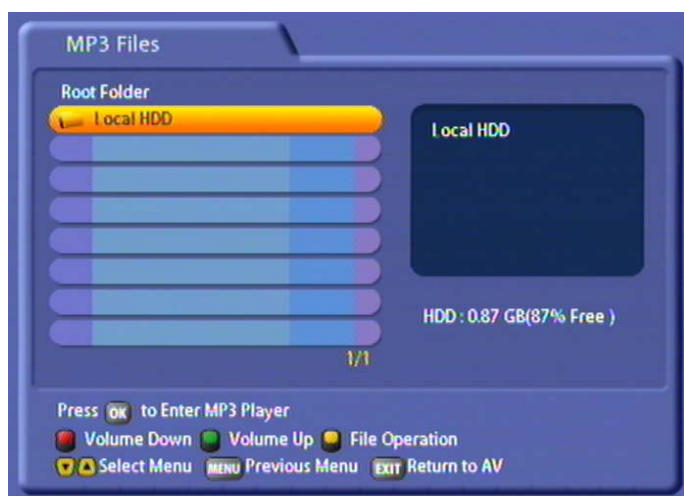 MP3 Files
Root Folder
Local HDD
Local HDD
HDD : 0.87 GB(87% Free )
1/1
Press OK to Enter MP3 Player
Volume Down Volume Up File Operation
Select Menu MENU Previous Menu EXIT Return to AV